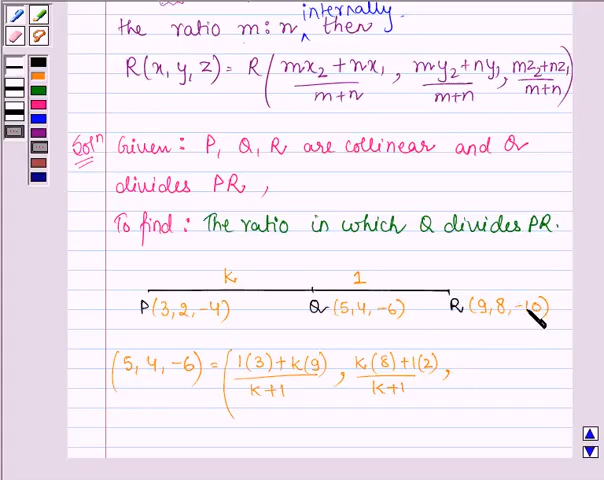 internally
the ratio m:n ^ then
R(x, y, z) = R ( mx₂+nx₁ / m+n , my₂+ny₁ / m+n , mz₂+nz₁ / m+n )
Solⁿ Given : P, Q, R are collinear and Q
divides PR,
To find : The ratio in which Q divides PR.
k 1
P(3, 2, -4) Q(5, 4, -6) R(9, 8, -10)
(5, 4, -6) = ( 1(3)+k(9) / k+1 , k(8)+1(2) / k+1 ,